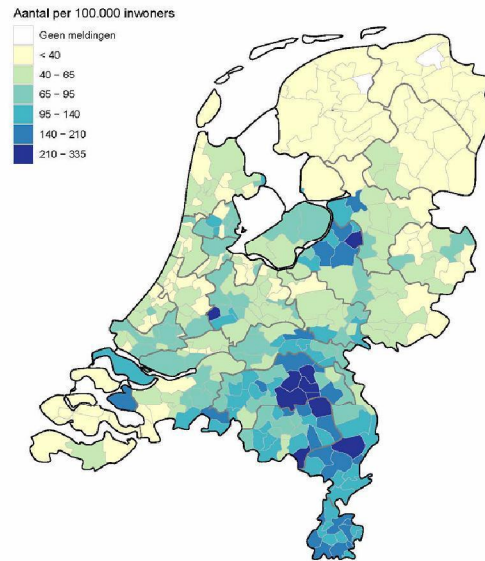 Aantal per 100.000 inwoners
Geen meldingen
< 40
40 – 65
65 – 95
95 – 140
140 – 210
210 – 335